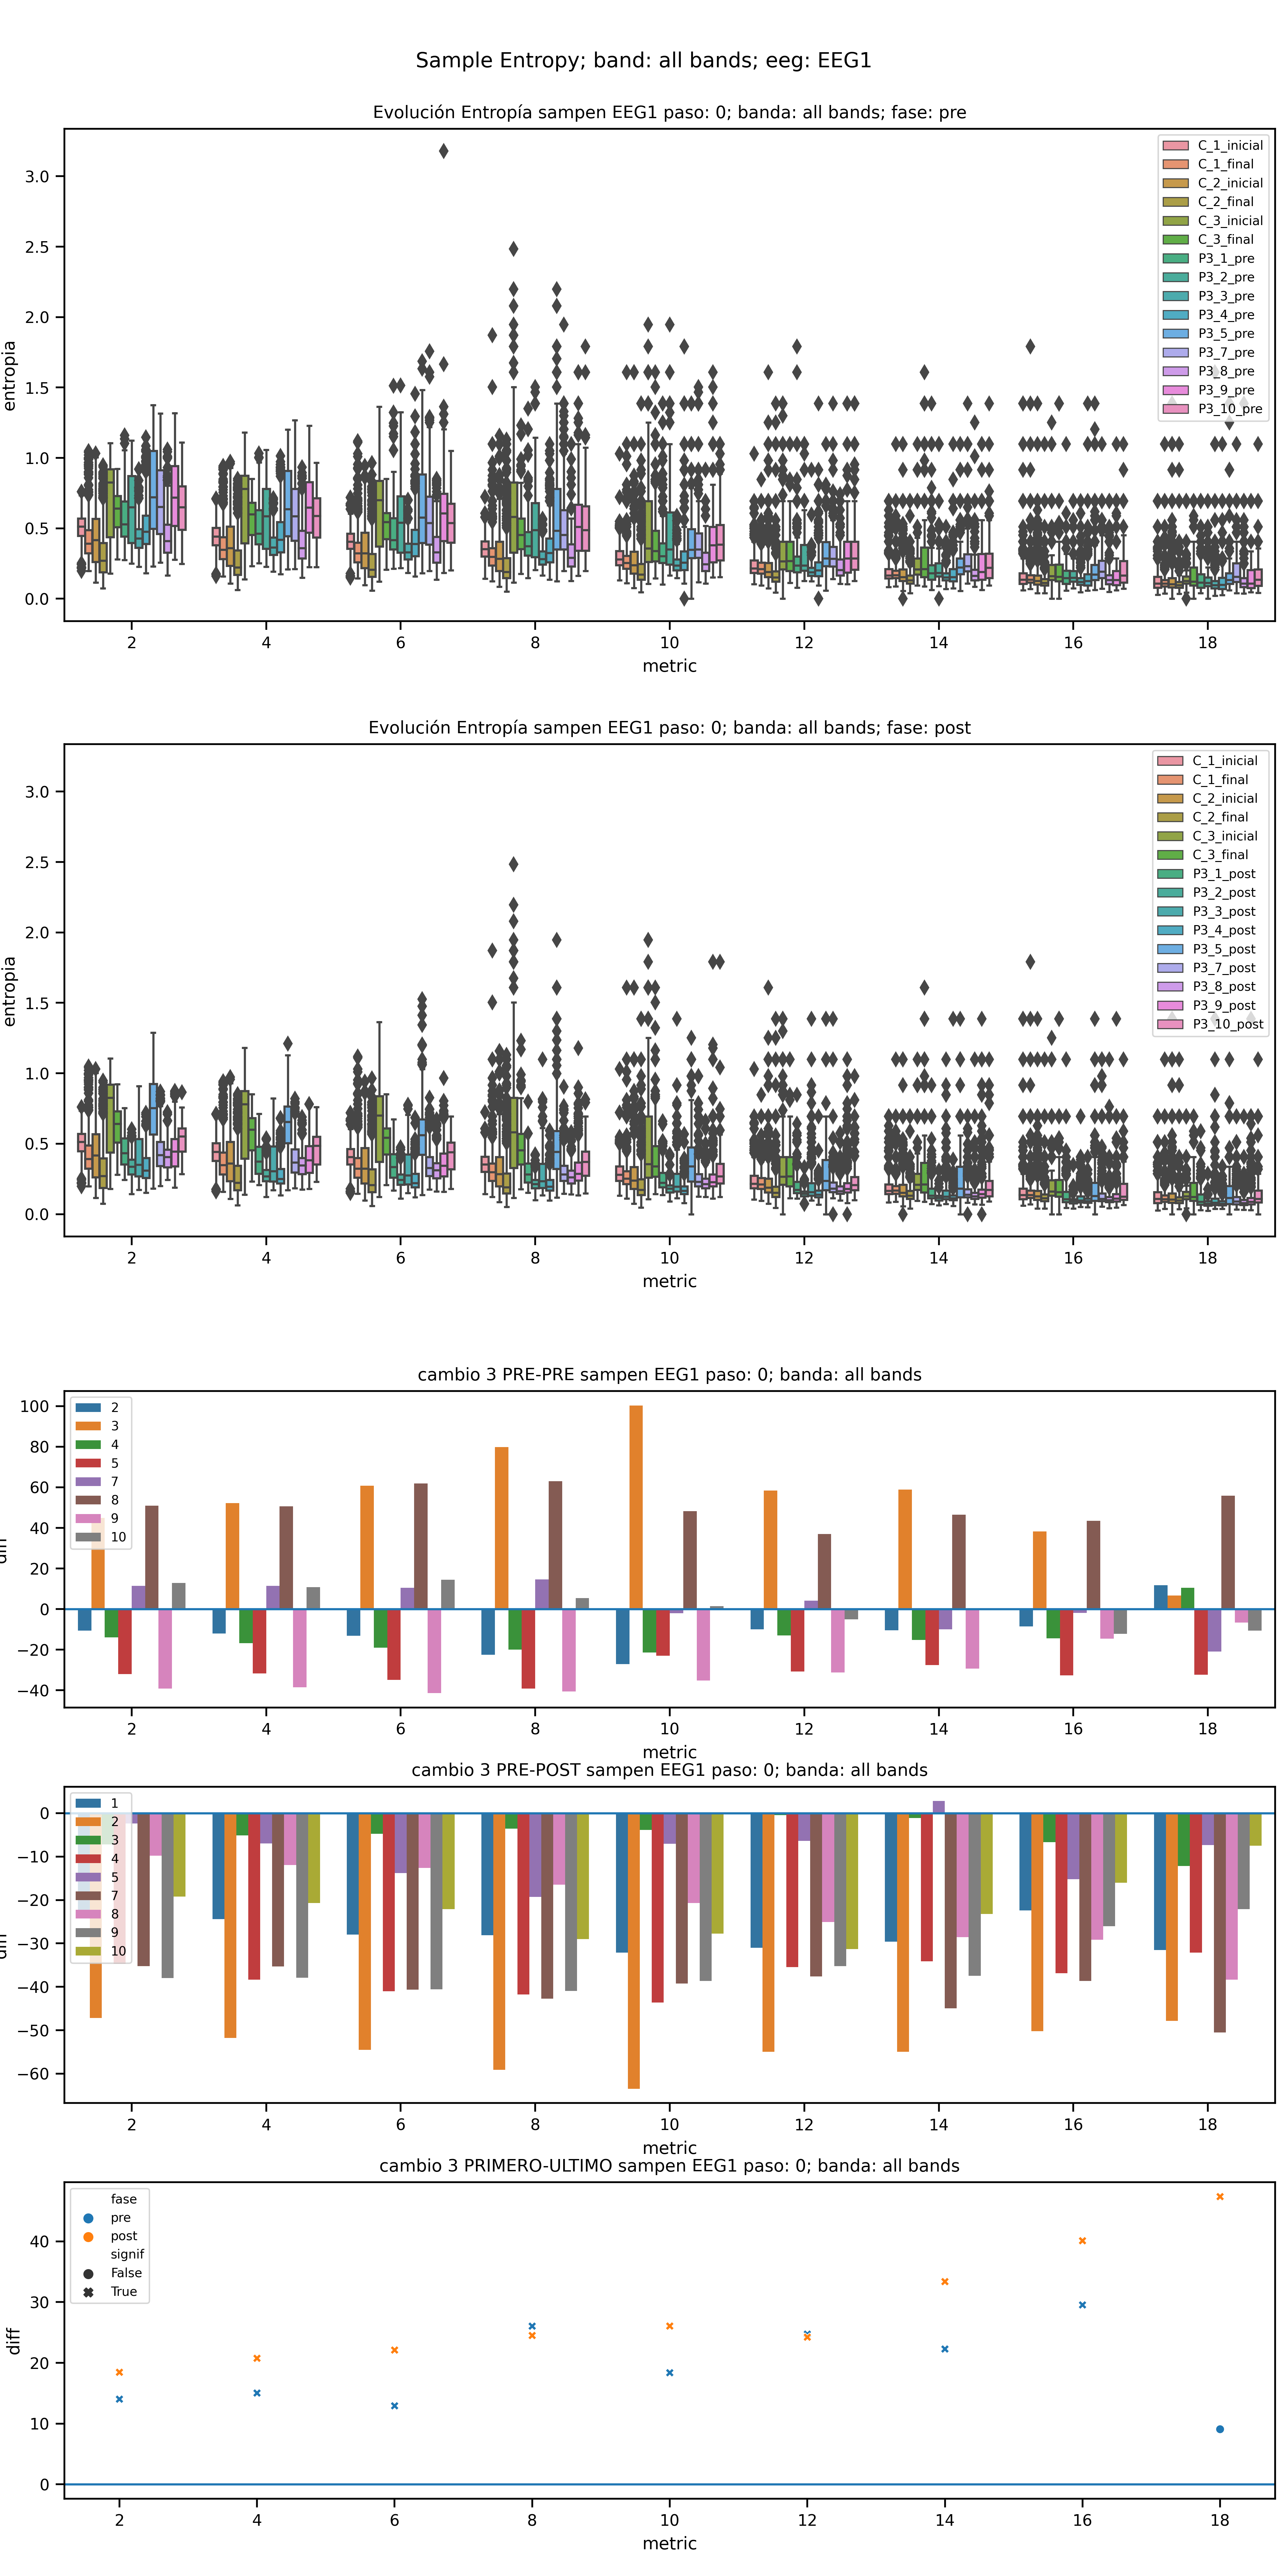 Sample Entropy; band: all bands; eeg: EEG1
Evolución Entropía sampen EEG1 paso: 0; banda: all bands; fase: pre
entropia
3.0
2.5
2.0
1.5
1.0
0.5
0.0
C_1_inicial
C_1_final
C_2_inicial
C_2_final
C_3_inicial
C_3_final
P3_1_pre
P3_2_pre
P3_3_pre
P3_4_pre
P3_5_pre
P3_7_pre
P3_8_pre
P3_9_pre
P3_10_pre
2 4 6 8 10 12 14 16 18
metric
Evolución Entropía sampen EEG1 paso: 0; banda: all bands; fase: post
entropia
3.0
2.5
2.0
1.5
1.0
0.5
0.0
C_1_inicial
C_1_final
C_2_inicial
C_2_final
C_3_inicial
C_3_final
P3_1_post
P3_2_post
P3_3_post
P3_4_post
P3_5_post
P3_7_post
P3_8_post
P3_9_post
P3_10_post
2 4 6 8 10 12 14 16 18
metric
cambio 3 PRE-PRE sampen EEG1 paso: 0; banda: all bands
diff
100
80
60
40
20
0
−20
−40
2
3
4
5
7
8
9
10
2 4 6 8 10 12 14 16 18
metric
cambio 3 PRE-POST sampen EEG1 paso: 0; banda: all bands
diff
0
−10
−20
−30
−40
−50
−60
1
2
3
4
5
7
8
9
10
2 4 6 8 10 12 14 16 18
metric
cambio 3 PRIMERO-ULTIMO sampen EEG1 paso: 0; banda: all bands
diff
40
30
20
10
0
fase
pre
post
signif
False
True
2 4 6 8 10 12 14 16 18
metric